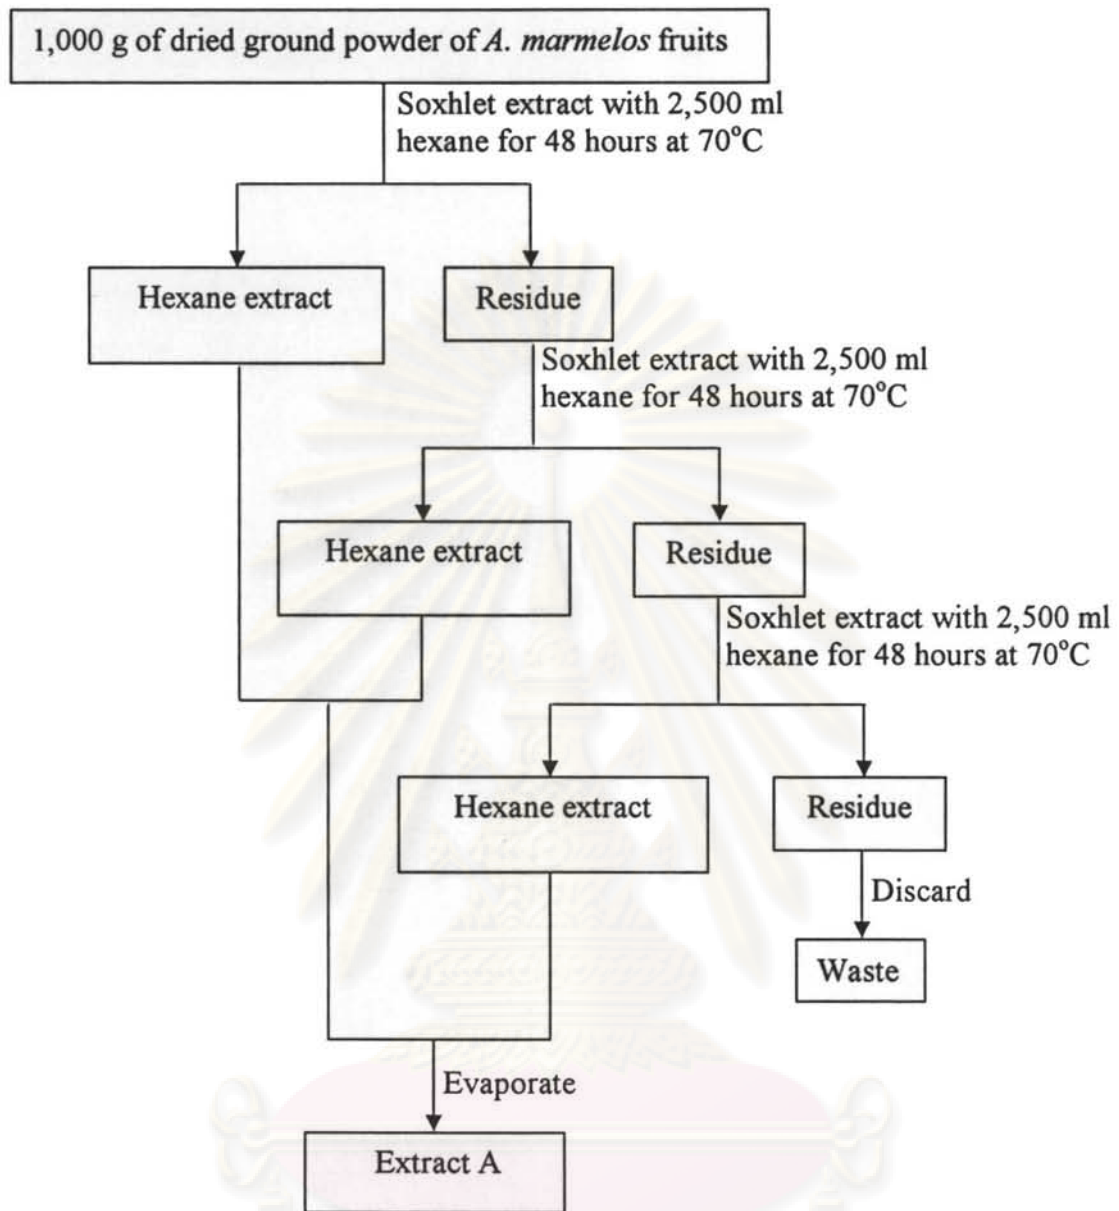 1,000 g of dried ground powder of A. marmelos fruits
Soxhlet extract with 2,500 ml
hexane for 48 hours at 70°C
Hexane extract
Residue
Soxhlet extract with 2,500 ml
hexane for 48 hours at 70°C
Hexane extract
Residue
Soxhlet extract with 2,500 ml
hexane for 48 hours at 70°C
Hexane extract
Residue
Discard
Waste
Evaporate
Extract A